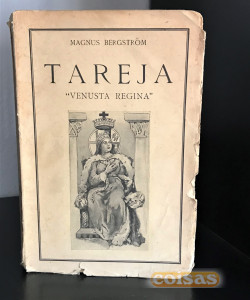 MAGNUS BERGSTRÖM
TAREJA
"VENUSTA REGINA"
coisas